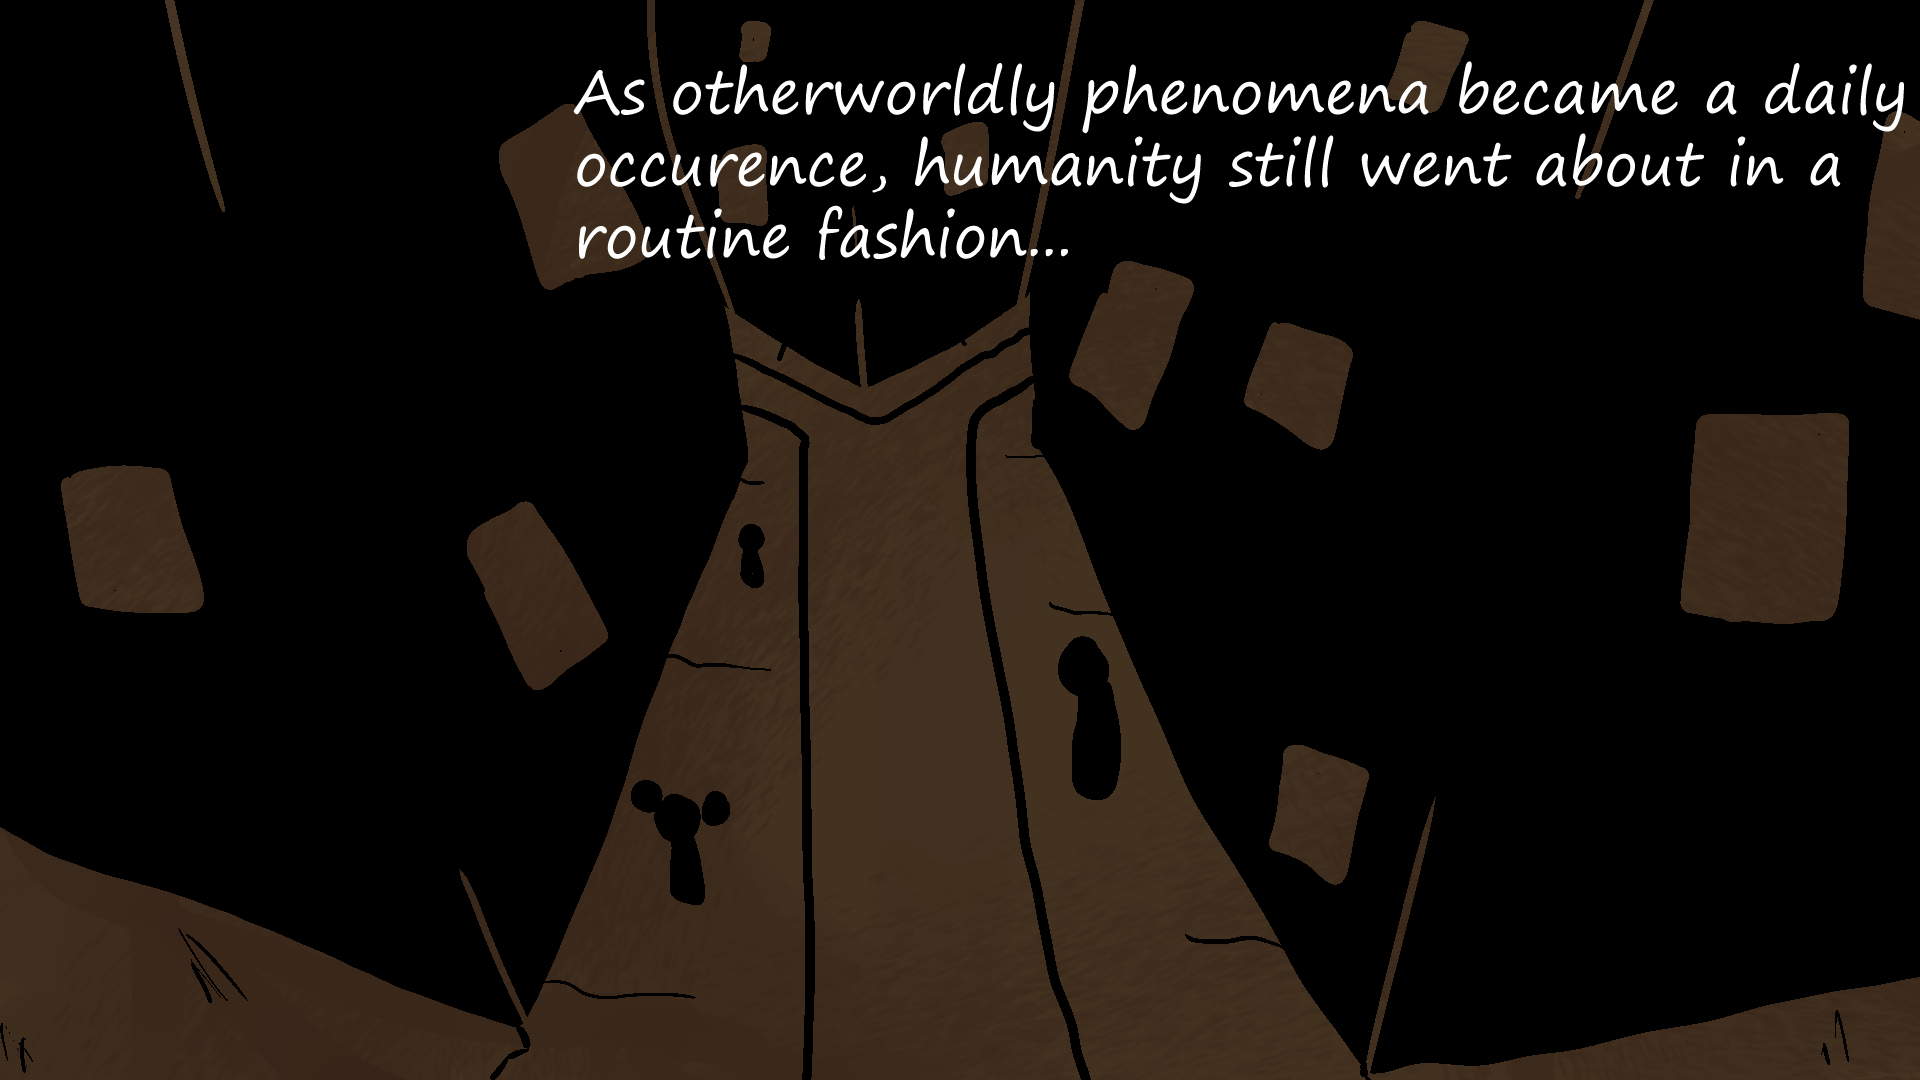 As otherworldly phenomena became a daily
occurence, humanity still went about in a
routine fashion...